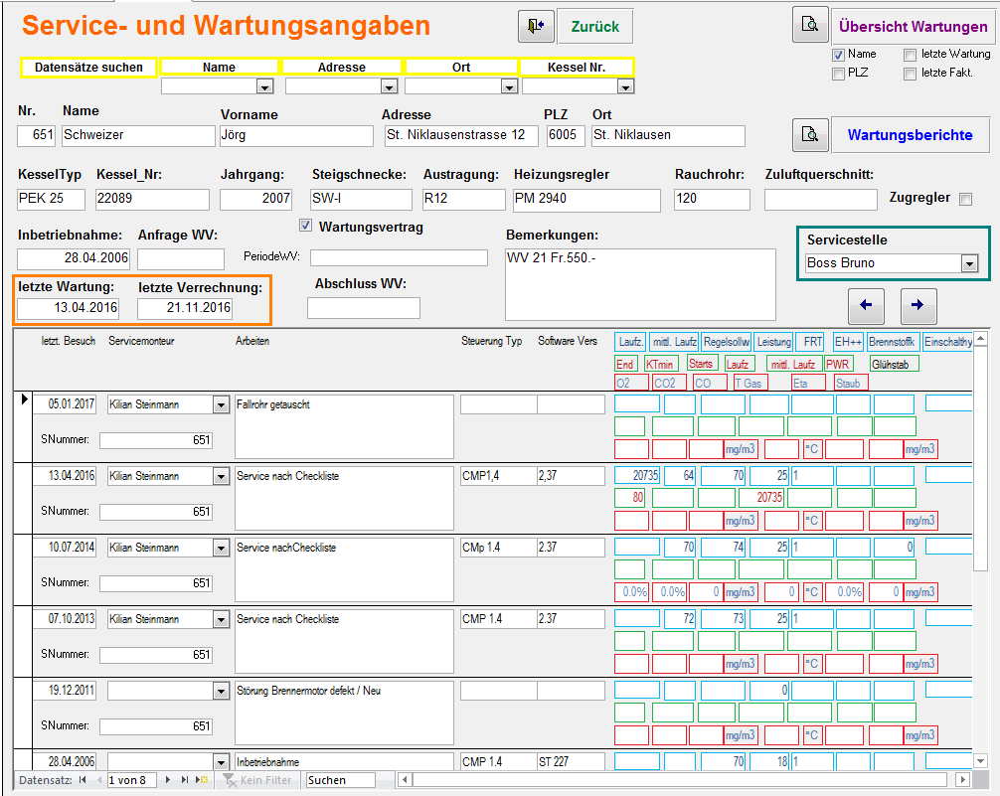 Service- und Wartungsangaben
Zurück
Übersicht Wartungen
Name letzte Wartung
PLZ letzte Fakt.
Datensätze suchen Name Adresse Ort Kessel Nr.
Nr. Name Vorname Adresse PLZ Ort
651 Schweizer Jörg St. Niklausenstrasse 12 6005 St. Niklausen
Wartungsberichte
KesselTyp Kessel_Nr: Jahrgang: Steigschnecke: Austragung: Heizungsregler Rauchrohr: Zuluftquerschnitt:
PEK 25 22089 2007 SW-I R12 PM 2940 120 Zugregler
Inbetriebnahme: Anfrage WV: Wartungsvertrag Bemerkungen: Servicestelle
28.04.2006 PeriodeWV: WV 21 Fr.550.- Boss Bruno
letzte Wartung: letzte Verrechnung: Abschluss WV:
13.04.2016 21.11.2016
letzt. Besuch Servicemonteur Arbeiten Steuerung Typ Software Vers Laufz. mittl. Laufz Regelsollw Leistung FRT EH++ Brennstoffk Einschalthy
End KTmin Starts Laufz mittl. Laufz PWR Glühstab
O2 CO2 CO T Gas Eta Staub
05.01.2017 Kilian Steinmann Fallrohr getauscht
SNummer: 651
mg/m3 °C mg/m3
13.04.2016 Kilian Steinmann Service nach Checkliste CMP1,4 2,37 20735 64 70 25 1
80 20735
SNummer: 651
mg/m3 °C mg/m3
10.07.2014 Kilian Steinmann Service nachCheckliste CMp 1.4 2.37 70 74 25 1 0
SNummer: 651
0.0% 0.0% 0 mg/m3 0 °C 0.0% 0 mg/m3
07.10.2013 Kilian Steinmann Service nach Checkliste CMP 1.4 2.37 72 73 25 1
SNummer: 651
mg/m3 °C mg/m3
19.12.2011 Störung Brennermotor defekt / Neu 0
SNummer: 651
mg/m3 °C mg/m3
28.04.2006 Inbetriebnahme CMP 1.4 ST 227 70 18 1
Datensatz: 1 von 8 Kein Filter Suchen